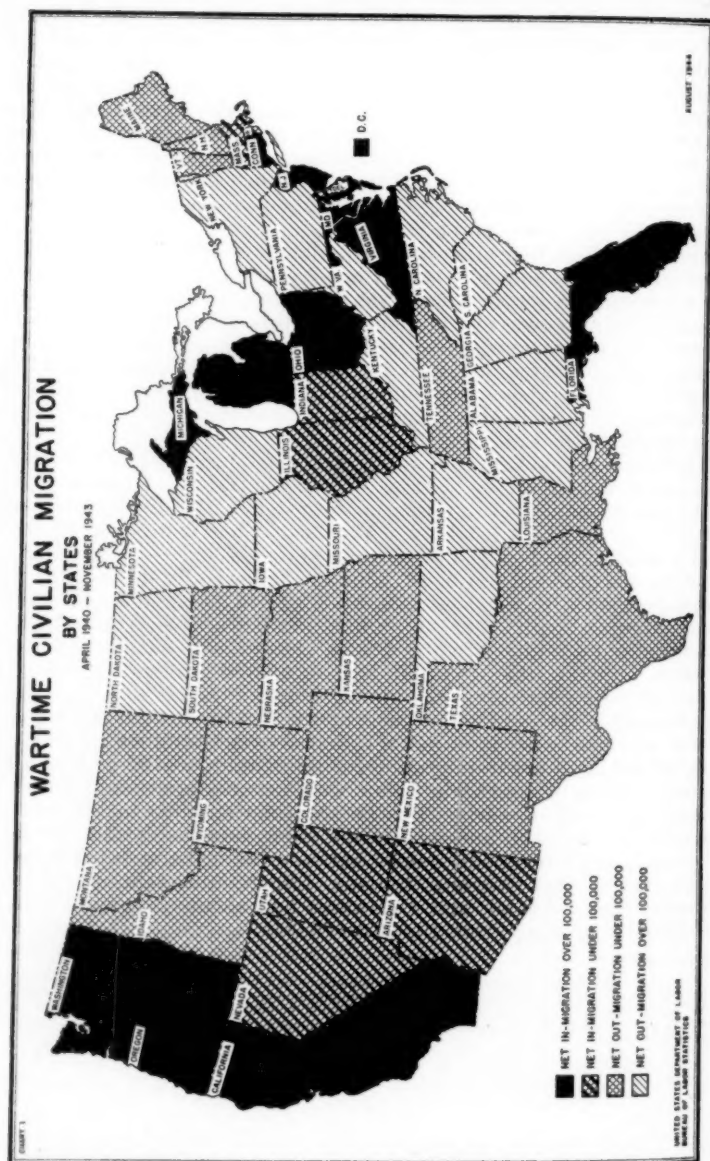 CHART 1
WARTIME CIVILIAN MIGRATION
BY STATES
APRIL 1940 – NOVEMBER 1943
WASHINGTON
OREGON
CALIFORNIA
NEVADA
IDAHO
MONTANA
WYOMING
UTAH
ARIZONA
COLORADO
NEW MEXICO
NORTH DAKOTA
SOUTH DAKOTA
NEBRASKA
KANSAS
OKLAHOMA
TEXAS
MINNESOTA
IOWA
MISSOURI
ARKANSAS
LOUISIANA
WISCONSIN
ILLINOIS
MICHIGAN
INDIANA
OHIO
KENTUCKY
TENNESSEE
MISSISSIPPI
ALABAMA
GEORGIA
FLORIDA
S. CAROLINA
N. CAROLINA
VIRGINIA
W. VA.
MD.
PENNSYLVANIA
N.J.
NEW YORK
VT.
N.H.
MAINE
MASS.
CONN.
D.C.
NET IN-MIGRATION OVER 100,000
NET IN-MIGRATION UNDER 100,000
NET OUT-MIGRATION UNDER 100,000
NET OUT-MIGRATION OVER 100,000
UNITED STATES DEPARTMENT OF LABOR
BUREAU OF LABOR STATISTICS
AUGUST 1944